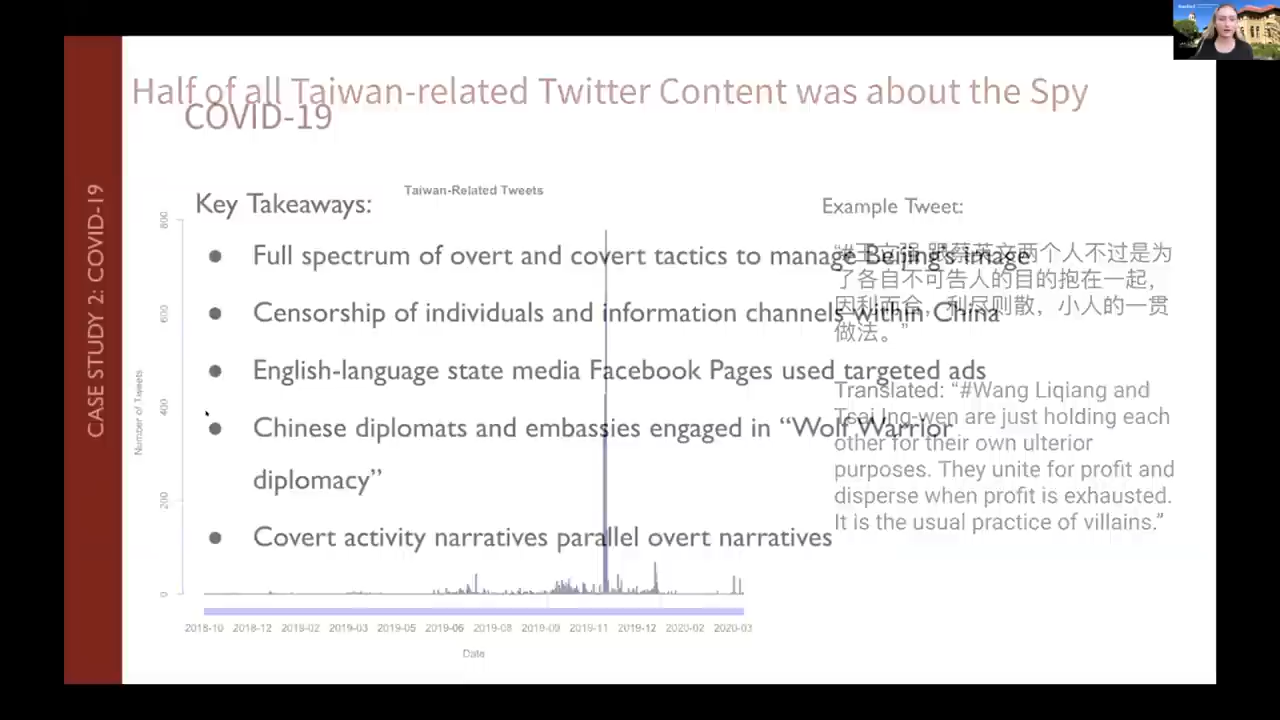 Half of all Taiwan-related Twitter Content was about the Spy
COVID-19
CASE STUDY 2: COVID-19
Key Takeaways:
● Full spectrum of overt and covert tactics to manage Beijing's image
● Censorship of individuals and information channels within China
● English-language state media Facebook Pages used targeted ads
● Chinese diplomats and embassies engaged in “Wolf Warrior
diplomacy”
● Covert activity narratives parallel overt narratives
Taiwan-Related Tweets
Number of Tweets
800
600
400
200
0
2018-10 2018-12 2019-02 2019-03 2019-05 2019-06 2019-08 2019-09 2019-11 2019-12 2020-02 2020-03
Date
Example Tweet:
“#王立强 跟蔡英文两个人不过是为
了各自不可告人的目的抱在一起，
因利而合，利尽则散，小人的一贯
做法。”
Translated: “#Wang Liqiang and
Tsai Ing-wen are just holding each
other for their own ulterior
purposes. They unite for profit and
disperse when profit is exhausted.
It is the usual practice of villains.”